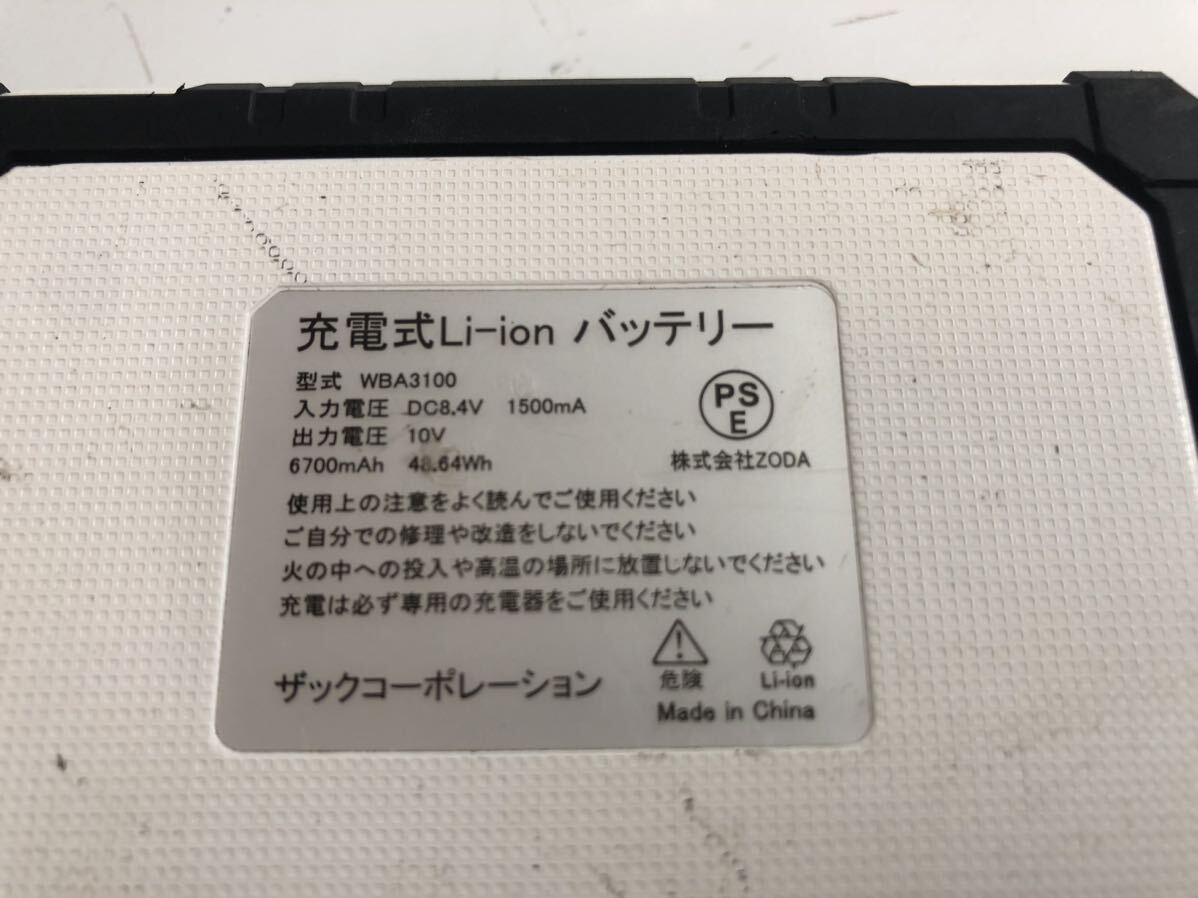 充電式Li-ion バッテリー
型式 WBA3100
入力電圧 DC8.4V 1500mA
出力電圧 10V
6700mAh 48.64Wh
PS
E
株式会社ZODA
使用上の注意をよく読んでご使用ください
ご自分での修理や改造をしないでください
火の中への投入や高温の場所に放置しないでください
充電は必ず専用の充電器をご使用ください
ザックコーポレーション
危険
Li-ion
Made in China